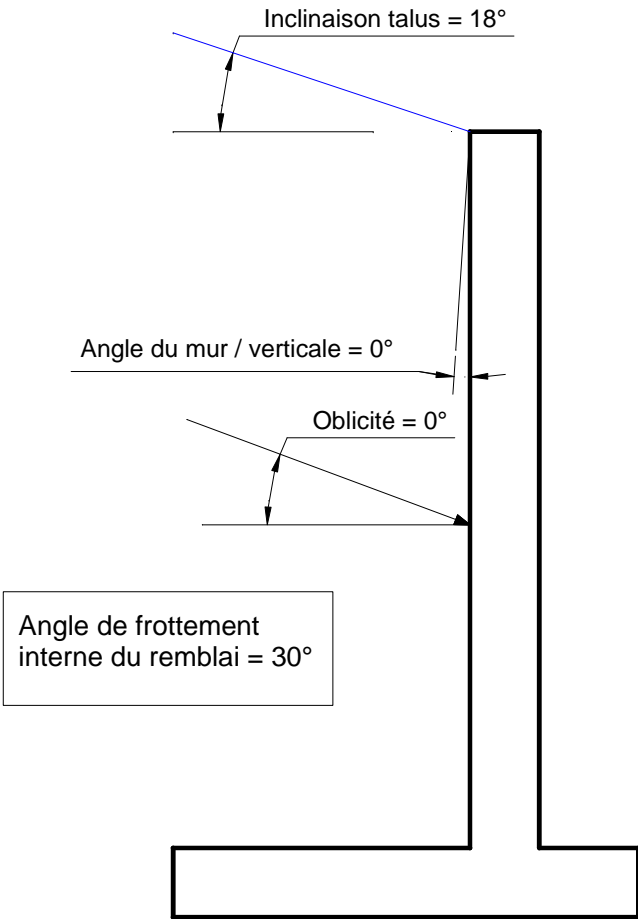 Inclinaison talus = 18°
Angle du mur / verticale = 0°
Oblicité = 0°
Angle de frottement
interne du remblai = 30°